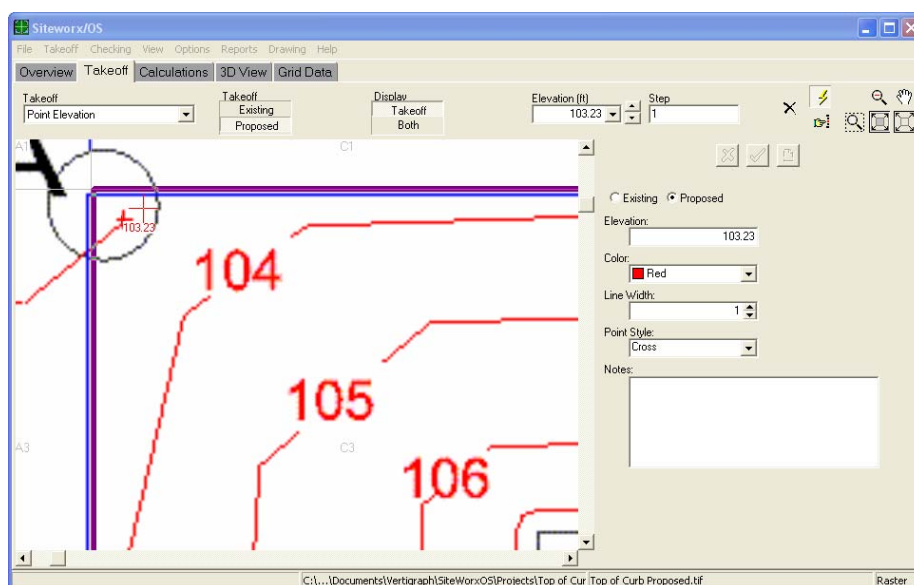 Siteworx/OS
File Takeoff Checking View Options Reports Drawing Help
Overview Takeoff Calculations 3D View Grid Data
Takeoff Takeoff Display Elevation (ft) Step
Point Elevation Existing Takeoff 103.23 1
Proposed Both
A1 C1
A
Existing Proposed
103.23
Elevation:
103.23
104
Color:
Red
Line Width:
1
Point Style:
Cross
105
Notes:
A3 C3
106
C:\...\Documents\Vertigraph\SiteWorxOS\Projects\Top of Cur Top of Curb Proposed.tif Raster